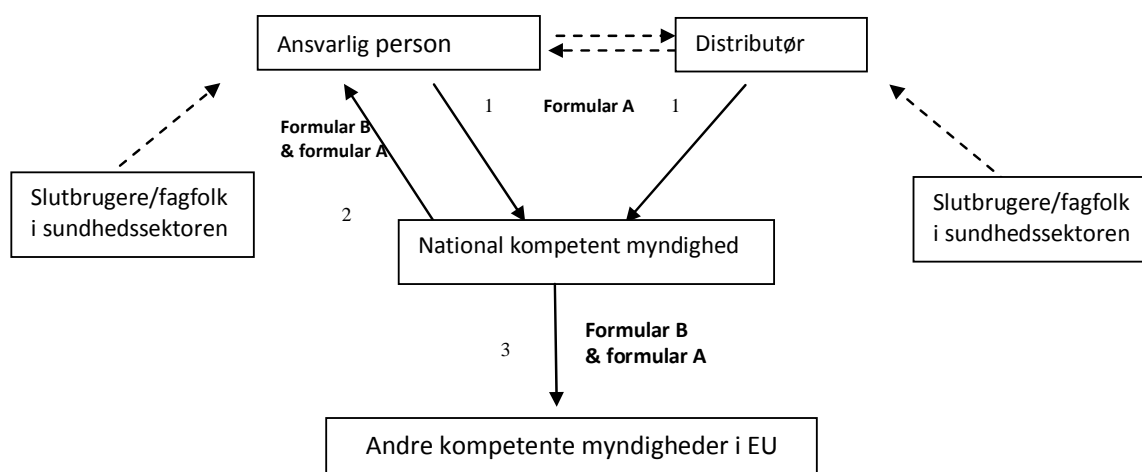 Ansvarlig person
Distributør
1
Formular A
1
Formular B
& formular A
Slutbrugere/fagfolk
i sundhedssektoren
2
Slutbrugere/fagfolk
i sundhedssektoren
National kompetent myndighed
3
Formular B
& formular A
Andre kompetente myndigheder i EU